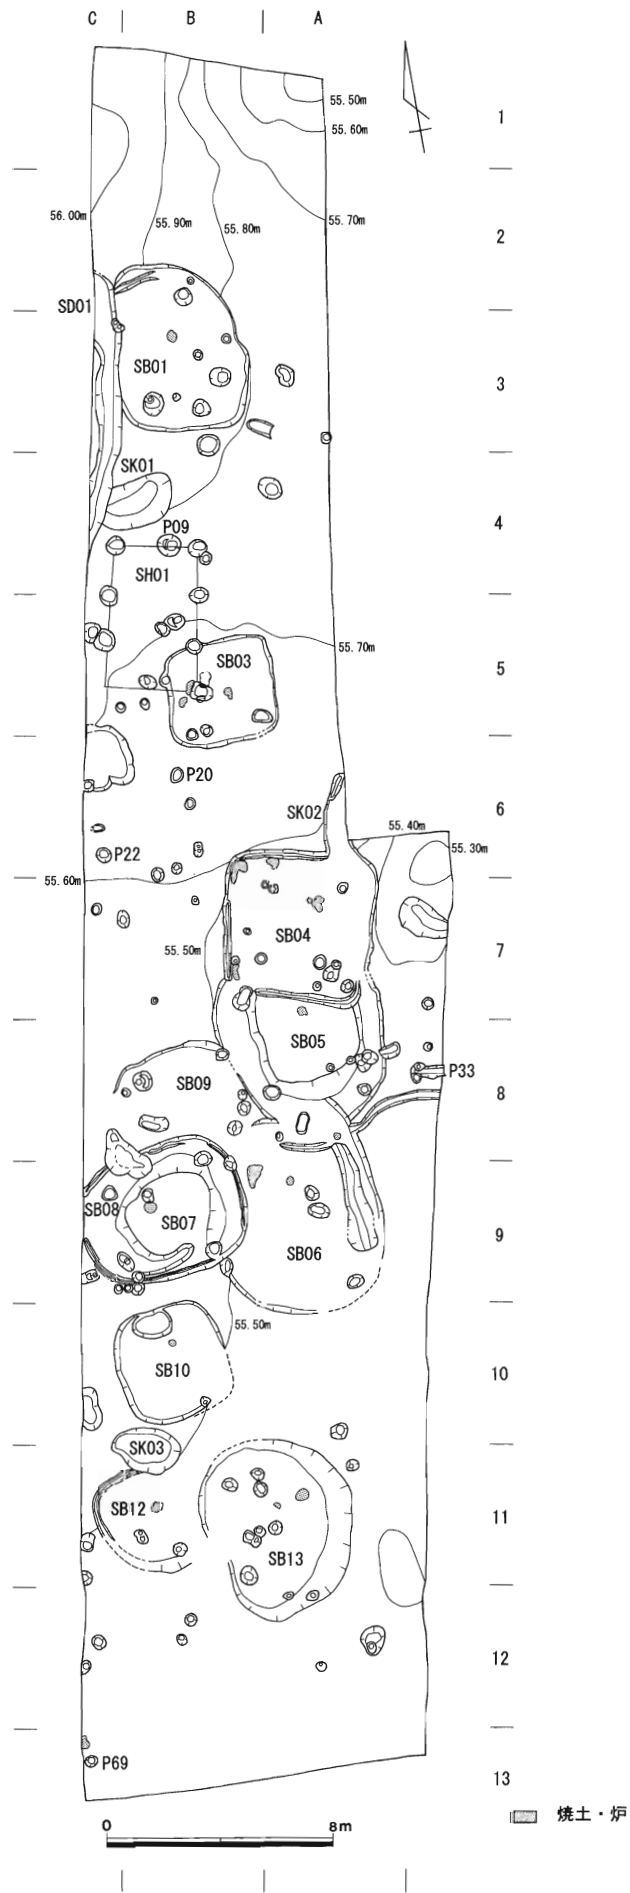 C B A
55.50m
1
55.60m
56.00m 55.90m 55.80m 55.70m
2
SD01
SB01
3
SK01
4
P09
SH01
55.70m
SB03
5
P20
SK02
6
55.40m
P22
55.30m
55.60m
SB04
55.50m
7
SB05
P33
SB09
8
SB08
SB07
9
SB06
55.50m
SB10
10
SK03
SB12
11
SB13
12
P69
13
焼土・炉
0 8m